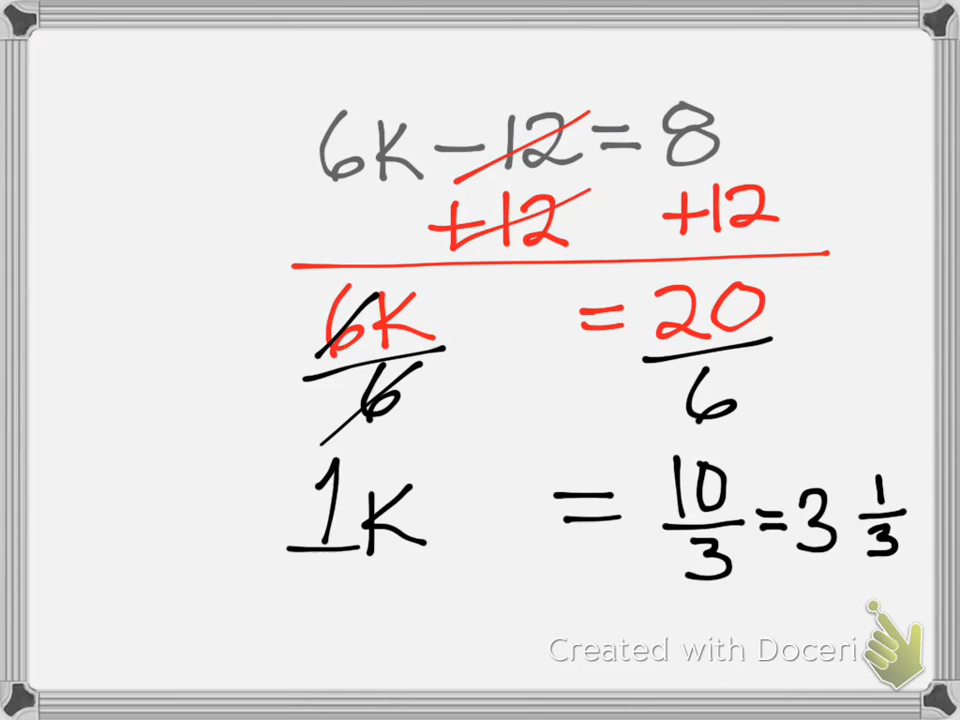 6K - 12 = 8
+12 +12
6K = 20
6 6
1K = 10/3 = 3 1/3
Created with Doceri